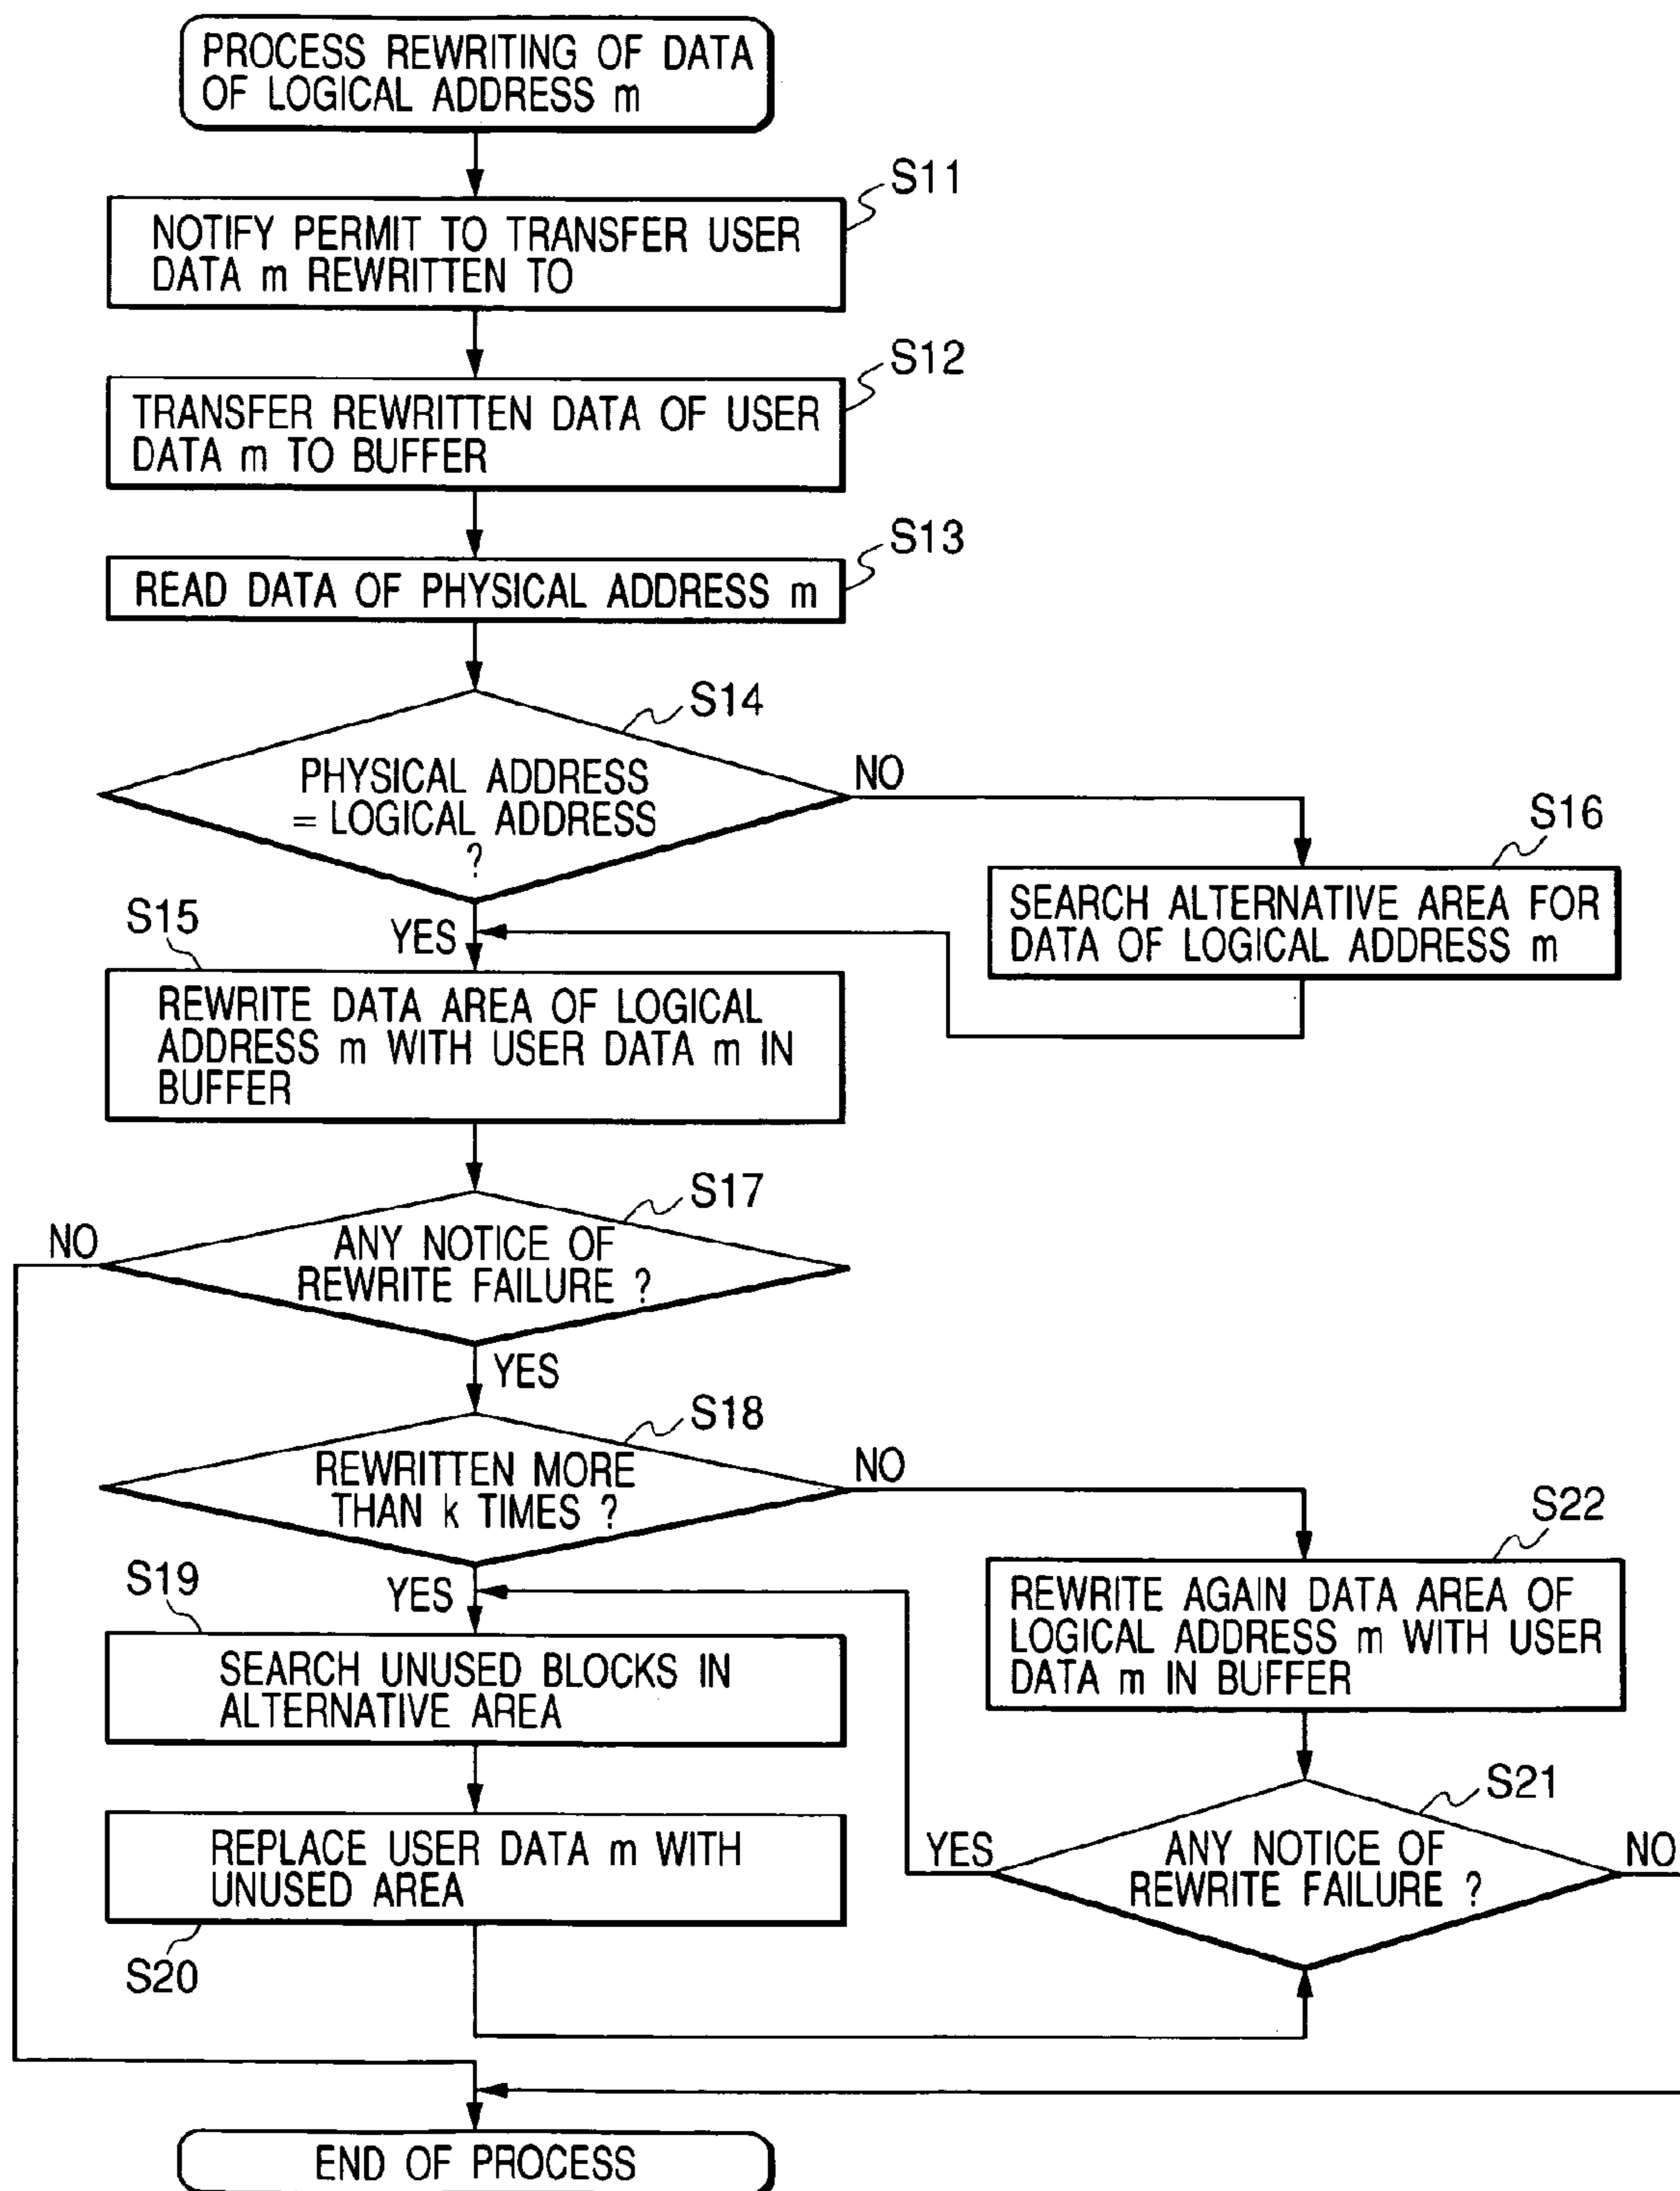 PROCESS REWRITING OF DATA
OF LOGICAL ADDRESS m
S11
NOTIFY PERMIT TO TRANSFER USER
DATA m REWRITTEN TO
S12
TRANSFER REWRITTEN DATA OF USER
DATA m TO BUFFER
S13
READ DATA OF PHYSICAL ADDRESS m
S14
PHYSICAL ADDRESS
= LOGICAL ADDRESS
?
NO
S16
SEARCH ALTERNATIVE AREA FOR
DATA OF LOGICAL ADDRESS m
YES
S15
REWRITE DATA AREA OF LOGICAL
ADDRESS m WITH USER DATA m IN
BUFFER
S17
ANY NOTICE OF
REWRITE FAILURE ?
NO
YES
S18
REWRITTEN MORE
THAN k TIMES ?
NO
S22
REWRITE AGAIN DATA AREA OF
LOGICAL ADDRESS m WITH USER
DATA m IN BUFFER
YES
S19
SEARCH UNUSED BLOCKS IN
ALTERNATIVE AREA
S21
ANY NOTICE OF
REWRITE FAILURE ?
YES
NO
REPLACE USER DATA m WITH
UNUSED AREA
S20
END OF PROCESS